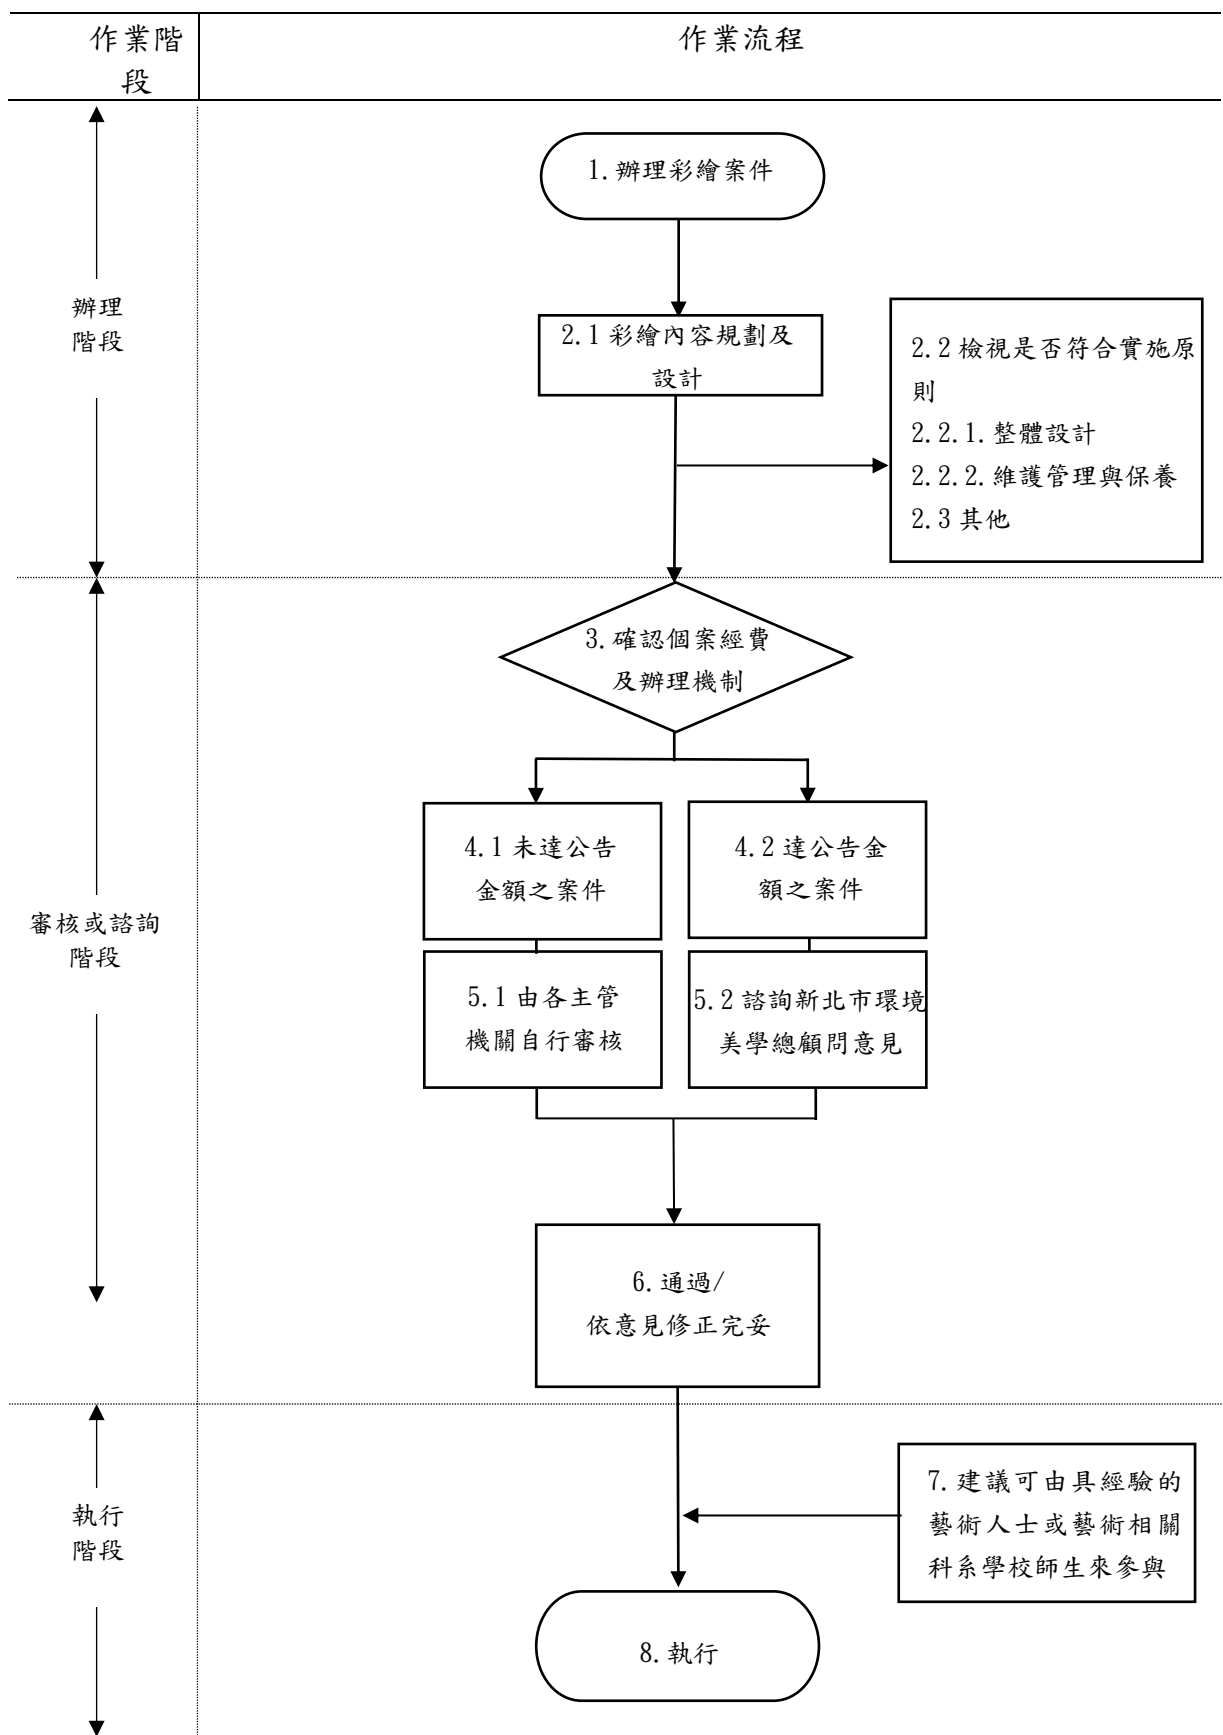 作業階
段
作業流程
1.辦理彩繪案件
辦理
階段
2.1 彩繪內容規劃及
設計
2.2 檢視是否符合實施原
則
2.2.1.整體設計
2.2.2.維護管理與保養
2.3 其他
3.確認個案經費
及辦理機制
4.1 未達公告
金額之案件
4.2 達公告金
額之案件
審核或諮詢
階段
5.1 由各主管
機關自行審核
5.2 諮詢新北市環境
美學總顧問意見
6.通過/
依意見修正完妥
執行
階段
7.建議可由具經驗的
藝術人士或藝術相關
科系學校師生來參與
8.執行